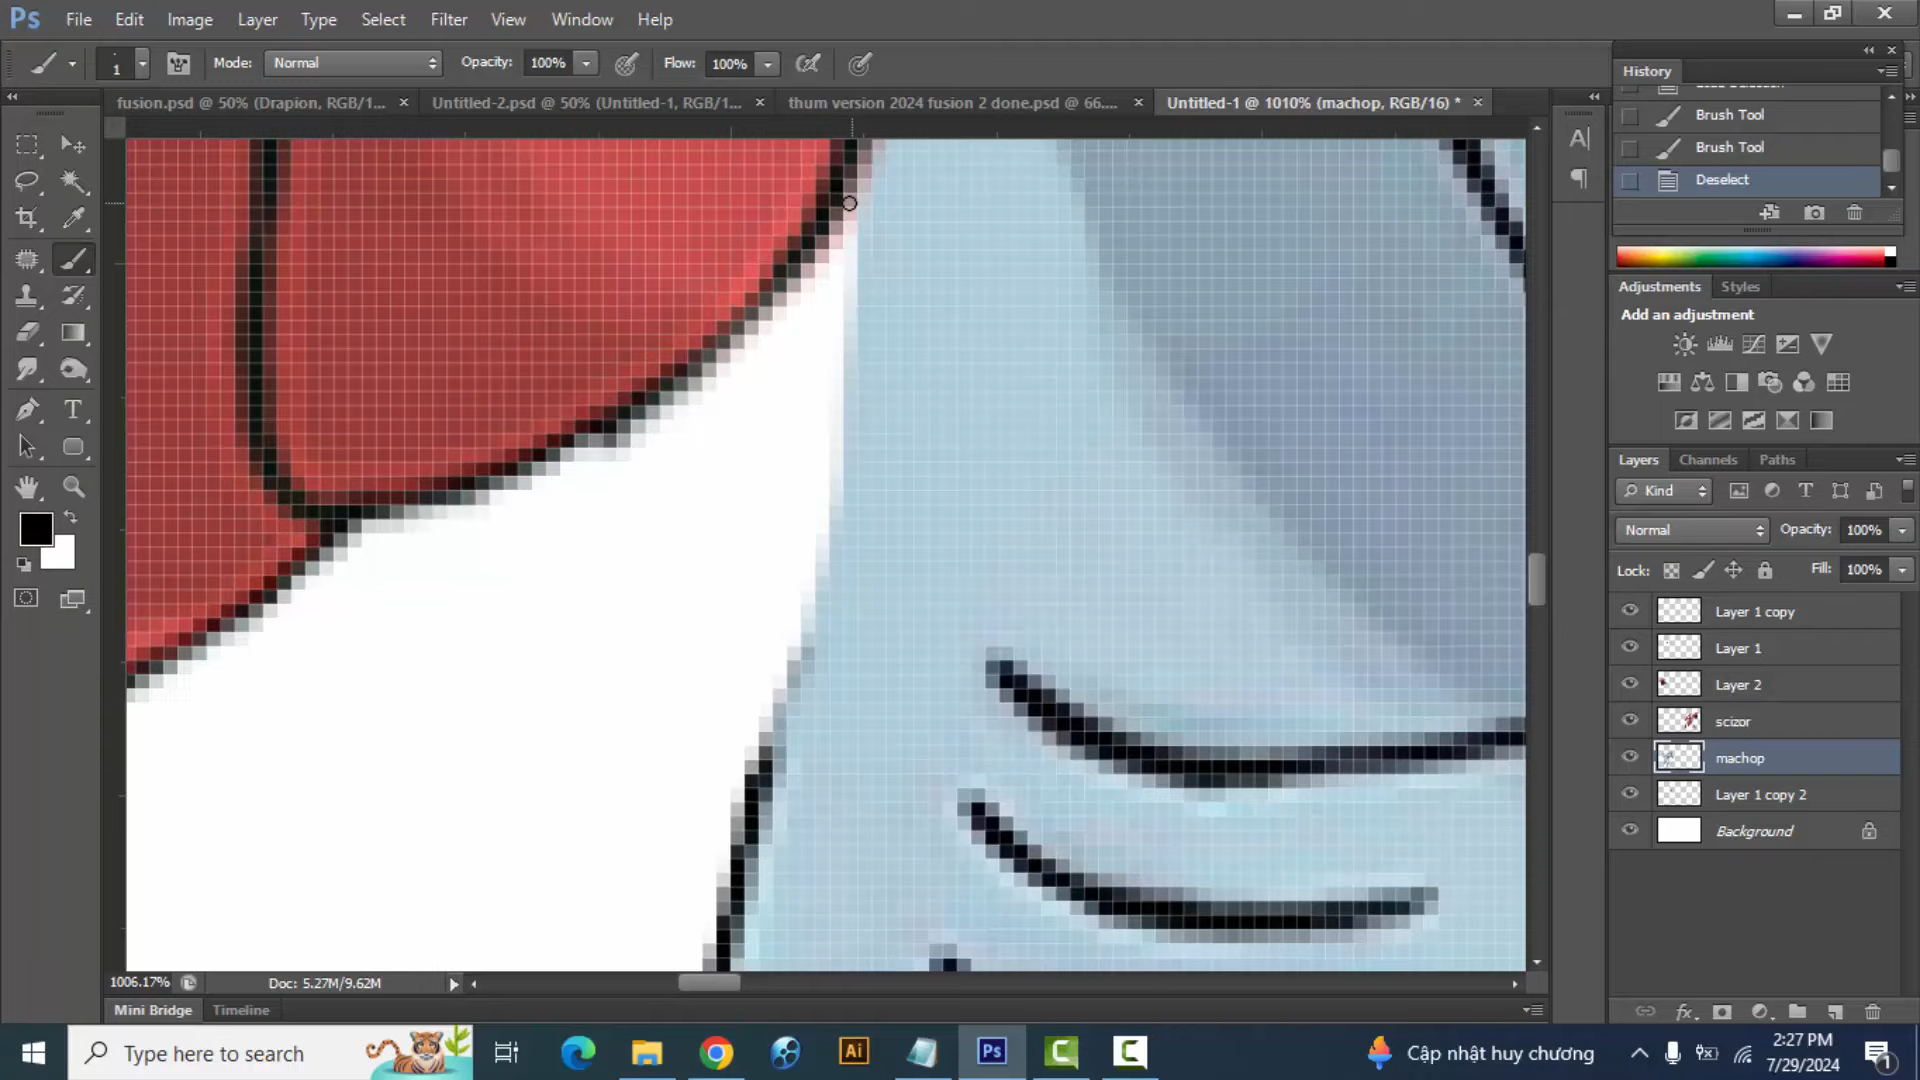 Ps File Edit Image Layer Type Select Filter View Window Help
1 Mode: Normal Opacity: 100% Flow: 100%
History
fusion.psd @ 50% (Drapion, RGB/1... × Untitled-2.psd @ 50% (Untitled-1, RGB/1... × thum version 2024 fusion 2 done.psd @ 66.... × Untitled-1 @ 1010% (machop, RGB/16) * ×
Brush Tool
Brush Tool
Deselect
Adjustments Styles
Add an adjustment
Layers Channels Paths
Kind
Normal Opacity: 100%
Lock: Fill: 100%
Layer 1 copy
Layer 1
Layer 2
scizor
machop
Layer 1 copy 2
Background
1006.17% Doc: 5.27M/9.62M
Mini Bridge Timeline
Type here to search Ai Ps C C Cập nhật huy chương 2:27 PM
7/29/2024 1